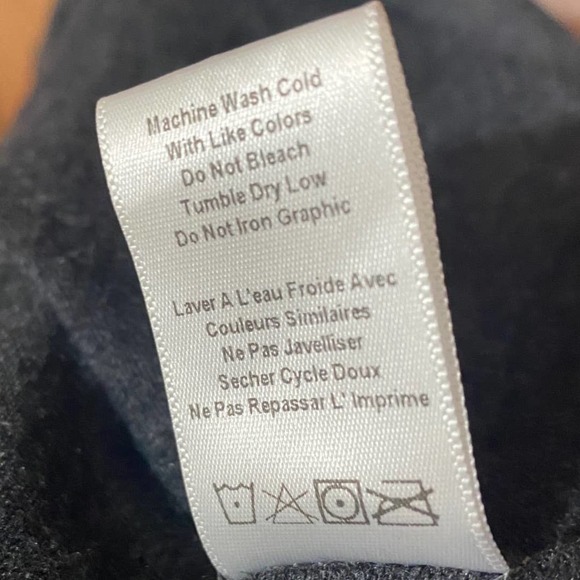 Machine Wash Cold
With Like Colors
Do Not Bleach
Tumble Dry Low
Do Not Iron Graphic
Laver A L'eau Froide Avec
Couleurs Similaires
Ne Pas Javelliser
Secher Cycle Doux
Ne Pas Repassar L' Imprime